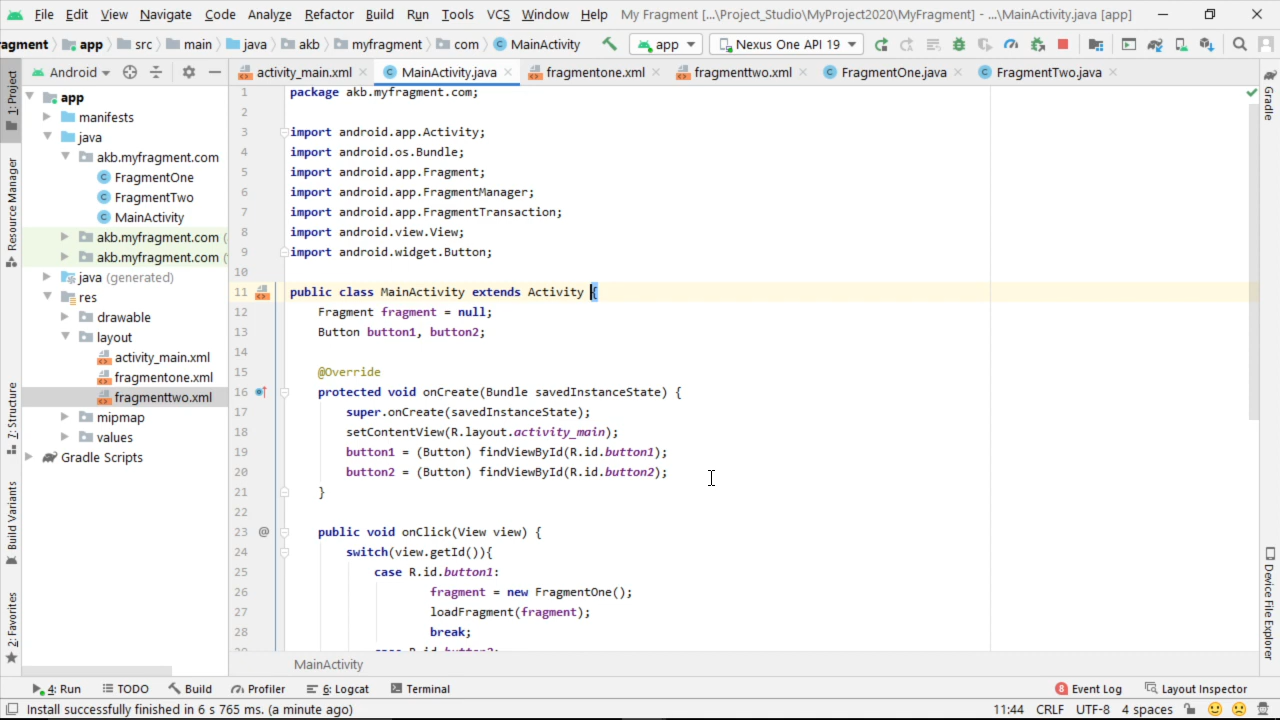 File Edit View Navigate Code Analyze Refactor Build Run Tools VCS Window Help My Fragment [...\Project_Studio\MyProject2020\MyFragment] - ...\MainActivity.java [app]
ragment app src main java akb myfragment com MainActivity app Nexus One API 19
Android activity_main.xml MainActivity.java fragmentone.xml fragmenttwo.xml FragmentOne.java FragmentTwo.java
1: Project
Resource Manager
7: Structure
Build Variants
2: Favorites
app
manifests
java
akb.myfragment.com
FragmentOne
FragmentTwo
MainActivity
akb.myfragment.com (
akb.myfragment.com (
java (generated)
res
drawable
layout
activity_main.xml
fragmentone.xml
fragmenttwo.xml
mipmap
values
Gradle Scripts
1 package akb.myfragment.com;
2
3 import android.app.Activity;
4 import android.os.Bundle;
5 import android.app.Fragment;
6 import android.app.FragmentManager;
7 import android.app.FragmentTransaction;
8 import android.view.View;
9 import android.widget.Button;
10
11 public class MainActivity extends Activity {
12 Fragment fragment = null;
13 Button button1, button2;
14
15 @Override
16 protected void onCreate(Bundle savedInstanceState) {
17 super.onCreate(savedInstanceState);
18 setContentView(R.layout.activity_main);
19 button1 = (Button) findViewById(R.id.button1);
20 button2 = (Button) findViewById(R.id.button2);
21 }
22
23 @ public void onClick(View view) {
24 switch(view.getId()){
25 case R.id.button1:
26 fragment = new FragmentOne();
27 loadFragment(fragment);
28 break;
Gradle
Device File Explorer
MainActivity
4: Run TODO Build Profiler 6: Logcat Terminal 8 Event Log Layout Inspector
Install successfully finished in 6 s 765 ms. (a minute ago) 11:44 CRLF UTF-8 4 spaces